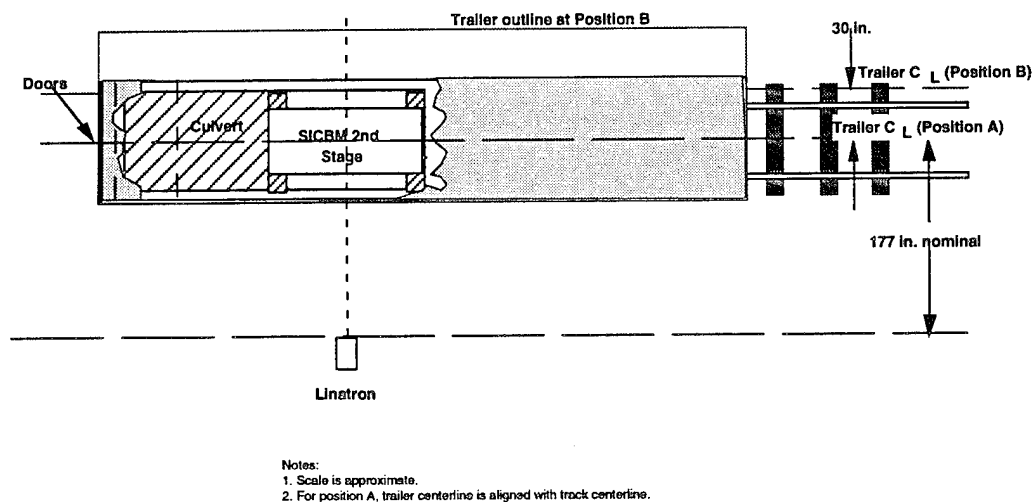 Trailer outline at Position B
30 in.
Doors
Trailer C L (Position B)
Culvert
SICBM 2nd
Stage
Trailer C L (Position A)
177 in. nominal
Linatron
Notes:
1. Scale is approximate.
2. For position A, trailer centerline is aligned with track centerline.